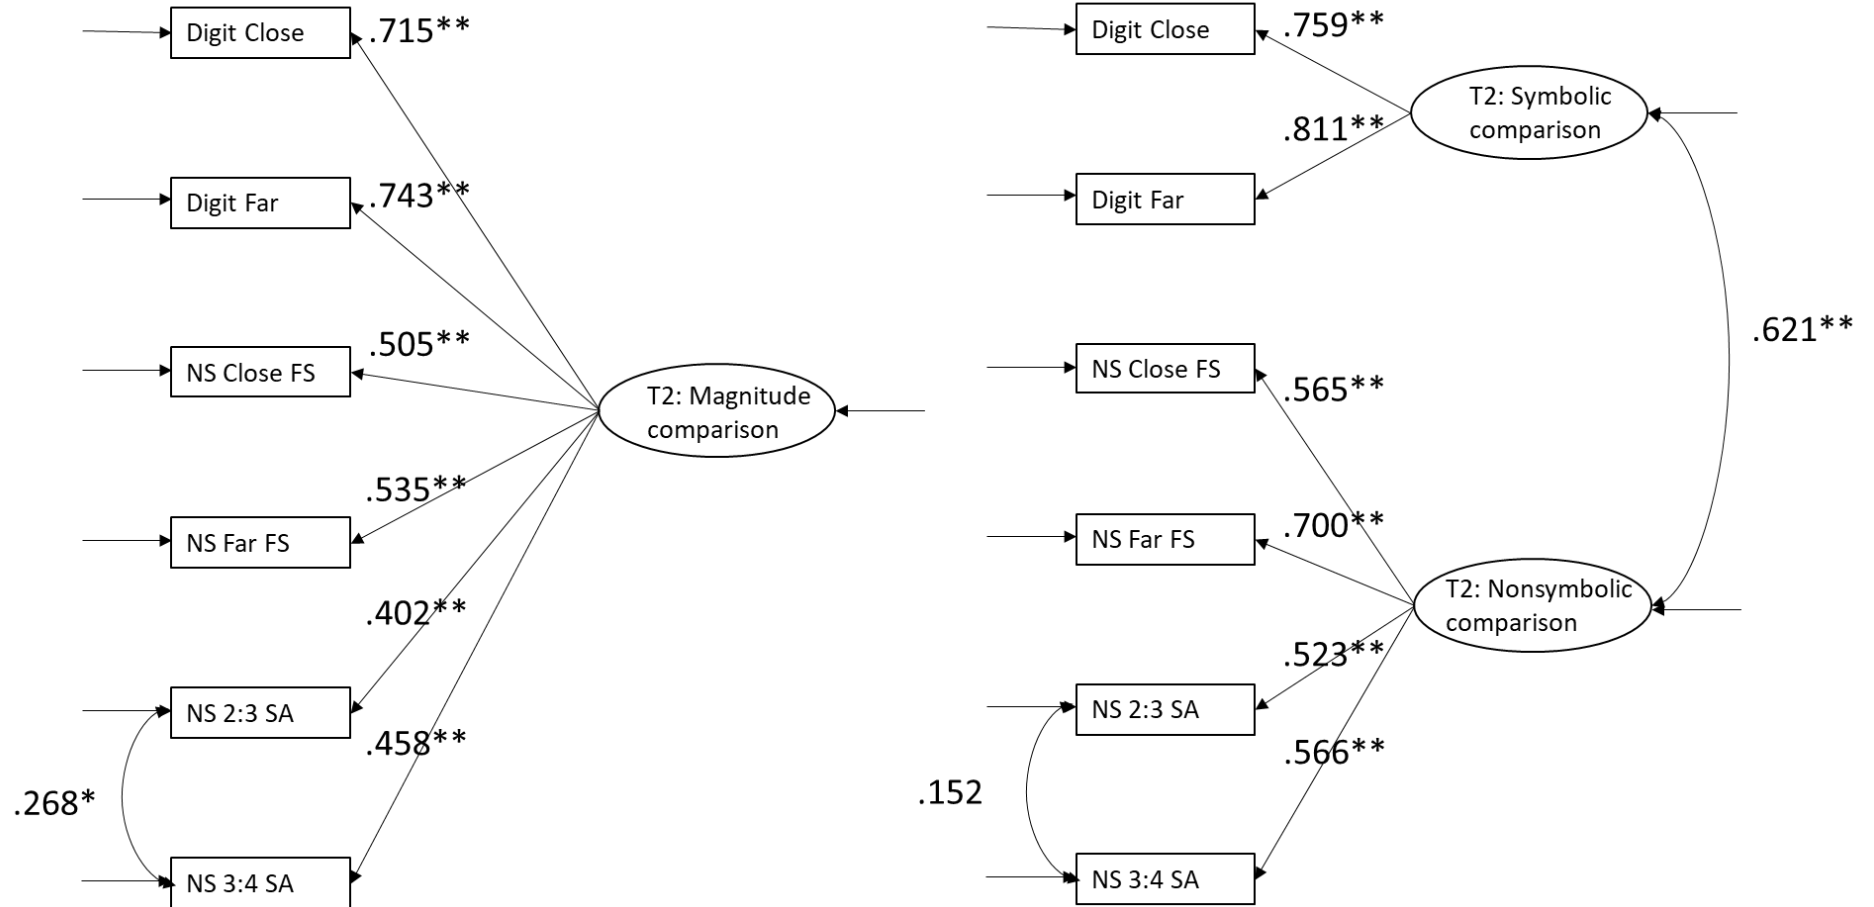 Digit Close
.715**
Digit Far
.743**
NS Close FS
.505**
T2: Magnitude
comparison
NS Far FS
.535**
NS 2:3 SA
.402**
.458**
.268*
NS 3:4 SA
Digit Close
.759**
T2: Symbolic
comparison
.811**
Digit Far
.621**
NS Close FS
.565**
NS Far FS
.700**
T2: Nonsymbolic
comparison
.523**
NS 2:3 SA
.566**
.152
NS 3:4 SA